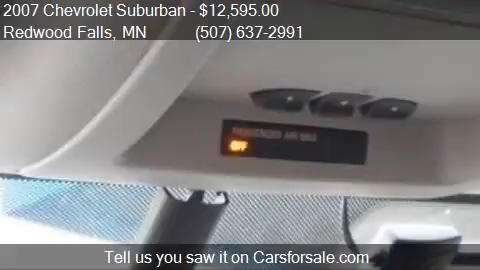 2007 Chevrolet Suburban - $12,595.00
Redwood Falls, MN (507) 637-2991
PASSENGER AIR BAG
OFF
Tell us you saw it on Carsforsale.com